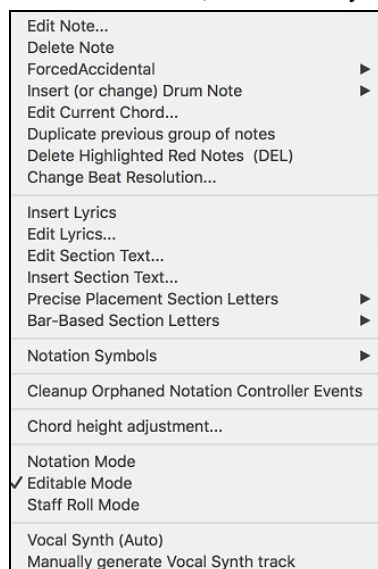 Edit Note...
Delete Note
ForcedAccidental
Insert (or change) Drum Note
Edit Current Chord...
Duplicate previous group of notes
Delete Highlighted Red Notes (DEL)
Change Beat Resolution...
Insert Lyrics
Edit Lyrics...
Edit Section Text...
Insert Section Text...
Precise Placement Section Letters
Bar-Based Section Letters
Notation Symbols
Cleanup Orphaned Notation Controller Events
Chord height adjustment...
Notation Mode
✓ Editable Mode
Staff Roll Mode
Vocal Synth (Auto)
Manually generate Vocal Synth track